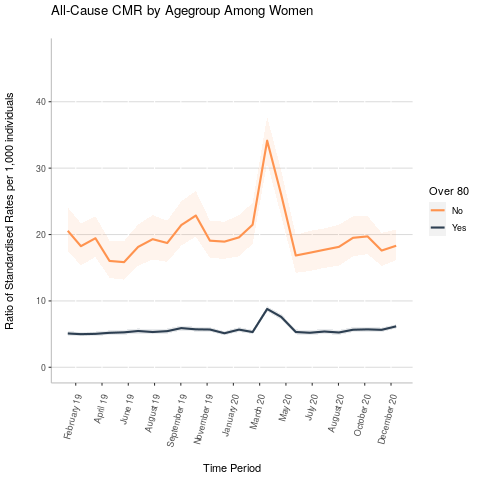 All-Cause CMR by Agegroup Among Women
Ratio of Standardised Rates per 1,000 individuals
40
30
20
10
0
February 19
April 19
June 19
August 19
September 19
November 19
January 20
March 20
May 20
July 20
August 20
October 20
December 20
Time Period
Over 80
No
Yes